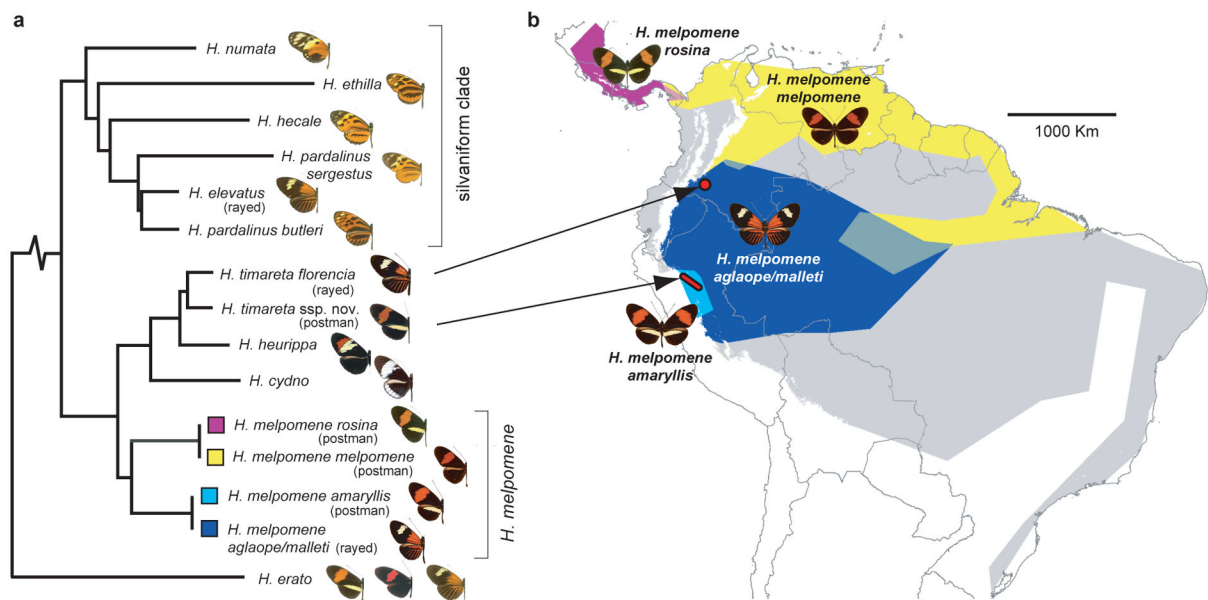 a
H. numata
H. ethilla
H. hecale
H. pardalinus
sergestus
H. elevatus
(rayed)
H. pardalinus butleri
silvaniform clade
H. timareta florencia
(rayed)
H. timareta ssp. nov.
(postman)
H. heurippa
H. cydno
H. melpomene rosina
(postman)
H. melpomene melpomene
(postman)
H. melpomene amaryllis
(postman)
H. melpomene
aglaope/malleti (rayed)
H. melpomene
H. erato
b
H. melpomene
rosina
H. melpomene
melpomene
1000 Km
H. melpomene
aglaope/malleti
H. melpomene
amaryllis